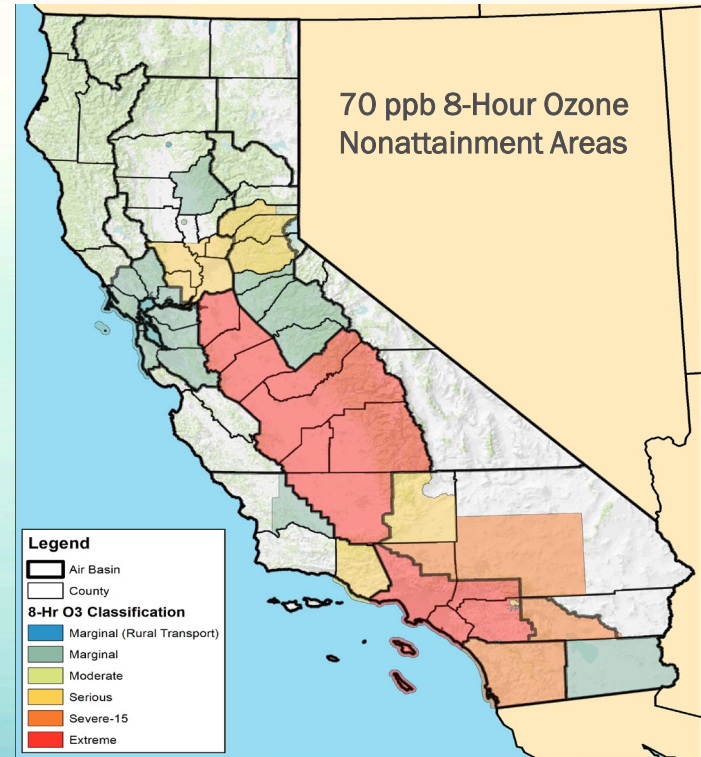 70 ppb 8-Hour Ozone
Nonattainment Areas
Legend
Air Basin
County
8-Hr O3 Classification
Marginal (Rural Transport)
Marginal
Moderate
Serious
Severe-15
Extreme